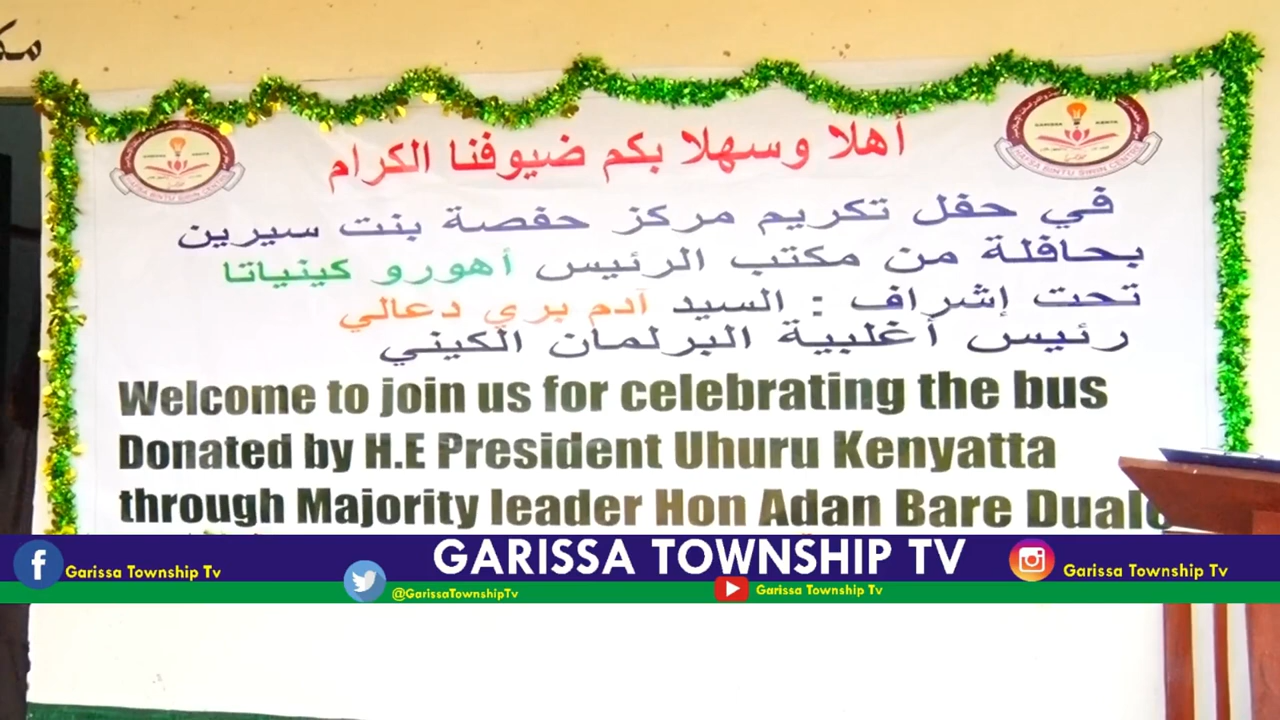 أهلا وسهلا بكم ضيوفنا الكرام
في حفل تكريم مركز حفصة بنت سيرين
بحافلة من مكتب الرئيس أهورو كينياتا
تحت إشراف : السيد آدم بري دعالي
رئيس أغلبية البرلمان الكيني
Welcome to join us for celebrating the bus
Donated by H.E President Uhuru Kenyatta
through Majority leader Hon Adan Bare Duale
GARISSA TOWNSHIP TV
Garissa Township Tv
@GarissaTownshipTv
Garissa Township Tv
Garissa Township Tv